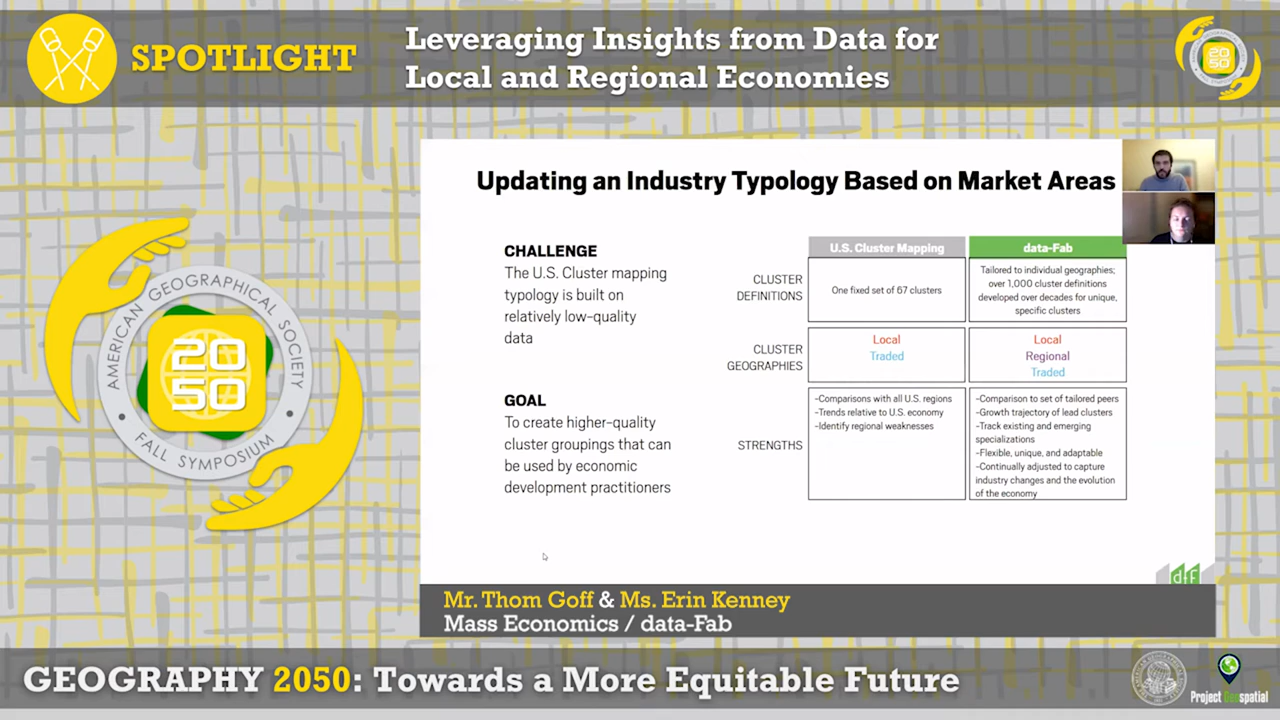 SPOTLIGHT
Leveraging Insights from Data for
Local and Regional Economies
20
50
AMERICAN GEOGRAPHICAL SOCIETY
20
50
FALL SYMPOSIUM
Updating an Industry Typology Based on Market Areas
CHALLENGE
The U.S. Cluster mapping
typology is built on
relatively low-quality
data
GOAL
To create higher-quality
cluster groupings that can
be used by economic
development practitioners
U.S. Cluster Mapping
data-Fab
CLUSTER
DEFINITIONS
One fixed set of 67 clusters
Tailored to individual geographies;
over 1,000 cluster definitions
developed over decades for unique,
specific clusters
CLUSTER
GEOGRAPHIES
Local
Traded
Local
Regional
Traded
STRENGTHS
-Comparisons with all U.S. regions
-Trends relative to U.S. economy
-Identify regional weaknesses
-Comparison to set of tailored peers
-Growth trajectory of lead clusters
-Track existing and emerging
specializations
-Flexible, unique, and adaptable
-Continually adjusted to capture
industry changes and the evolution
of the economy
dfF
Mr. Thom Goff & Ms. Erin Kenney
Mass Economics / data-Fab
GEOGRAPHY 2050: Towards a More Equitable Future
Project Geospatial